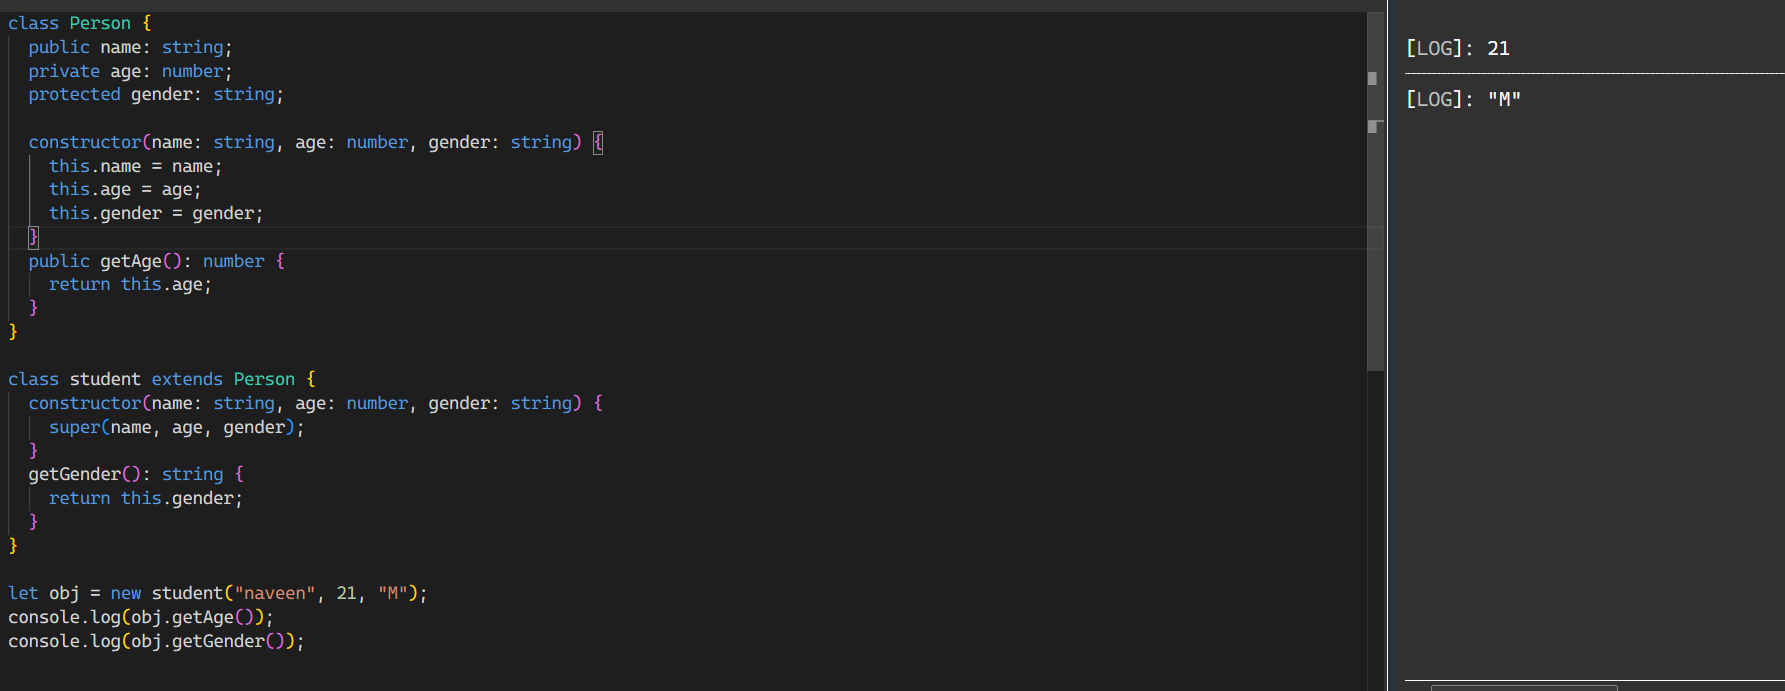 class Person {
  public name: string;
  private age: number;
  protected gender: string;

  constructor(name: string, age: number, gender: string) {
    this.name = name;
    this.age = age;
    this.gender = gender;
  }
  public getAge(): number {
    return this.age;
  }
}

class student extends Person {
  constructor(name: string, age: number, gender: string) {
    super(name, age, gender);
  }
  getGender(): string {
    return this.gender;
  }
}

let obj = new student("naveen", 21, "M");
console.log(obj.getAge());
console.log(obj.getGender());
[LOG]: 21
[LOG]: "M"